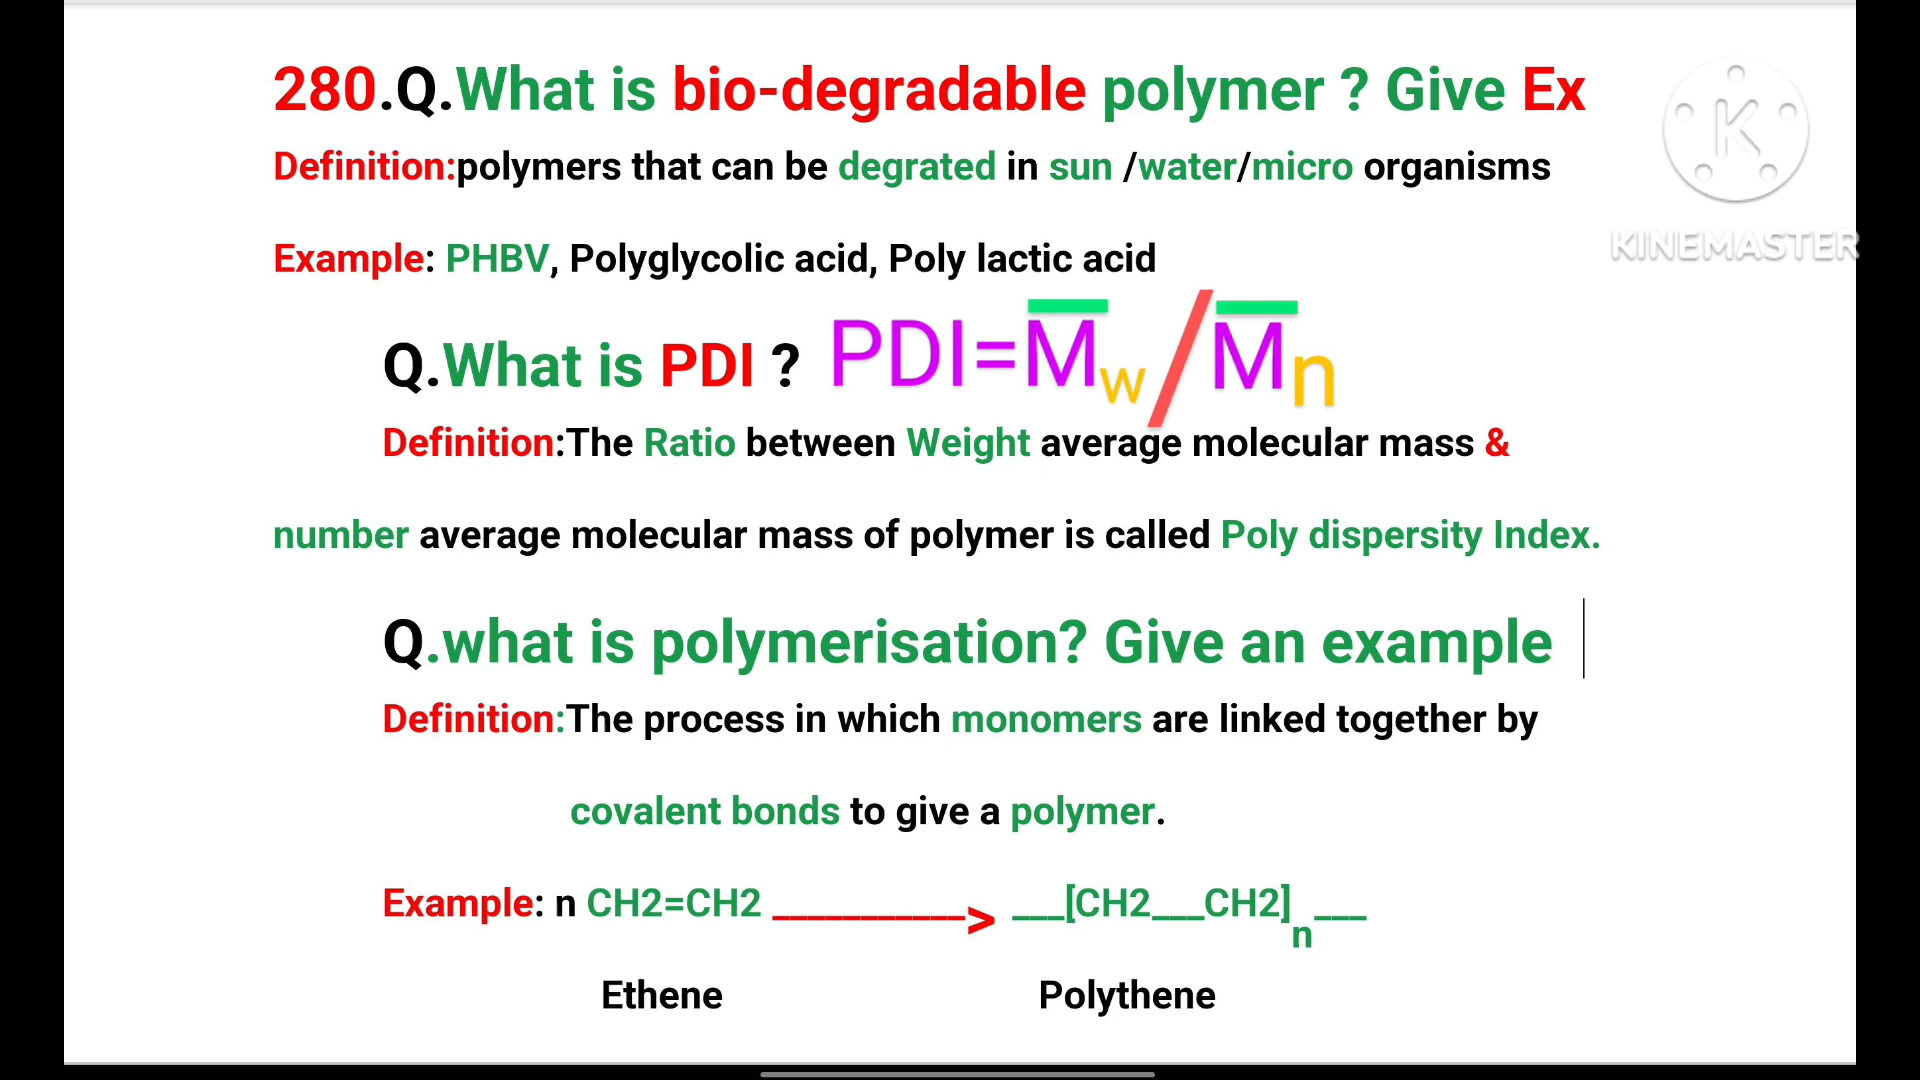 280.Q.What is bio-degradable polymer ? Give Ex
Definition:polymers that can be degrated in sun /water/micro organisms
KINEMASTER
Example: PHBV, Polyglycolic acid, Poly lactic acid
Q.What is PDI ? PDI=M̅w/M̅n
Definition:The Ratio between Weight average molecular mass &
number average molecular mass of polymer is called Poly dispersity Index.
Q.what is polymerisation? Give an example
Definition:The process in which monomers are linked together by
covalent bonds to give a polymer.
Example: n CH2=CH2 ___________> ___[CH2___CH2]n___
Ethene Polythene